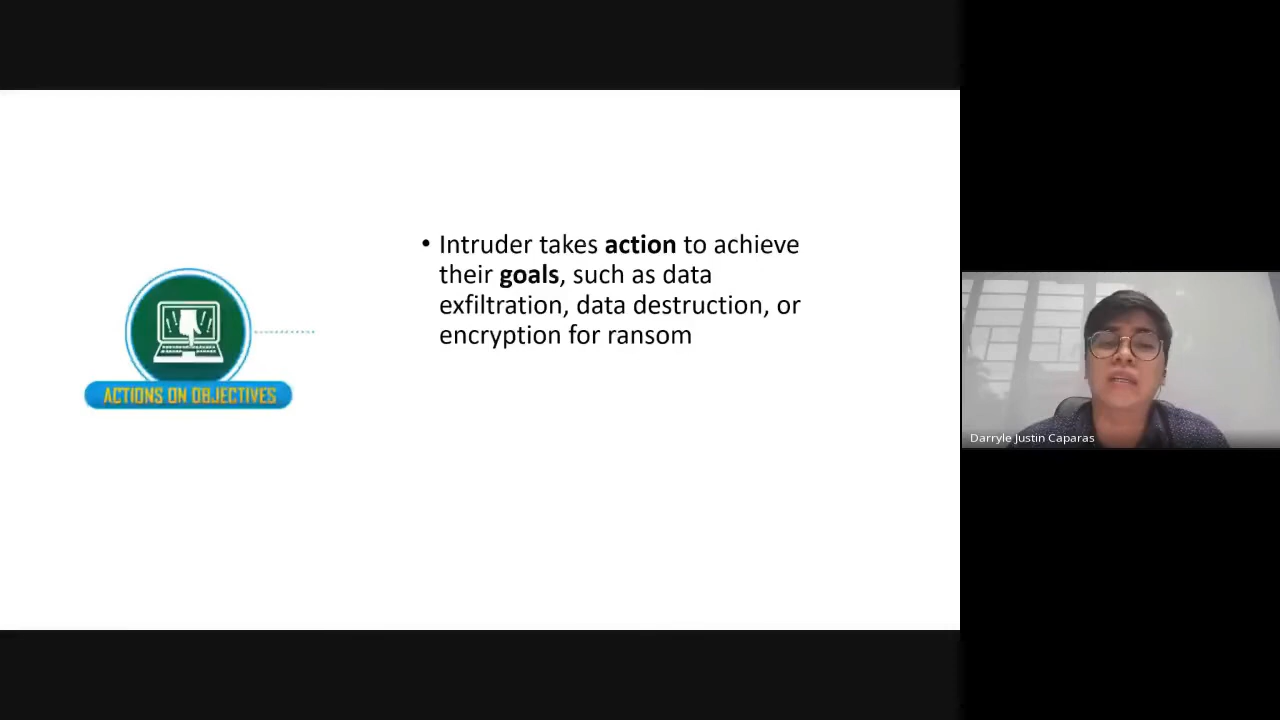 • Intruder takes action to achieve
their goals, such as data
exfiltration, data destruction, or
encryption for ransom
ACTIONS ON OBJECTIVES
Darryle Justin Caparas